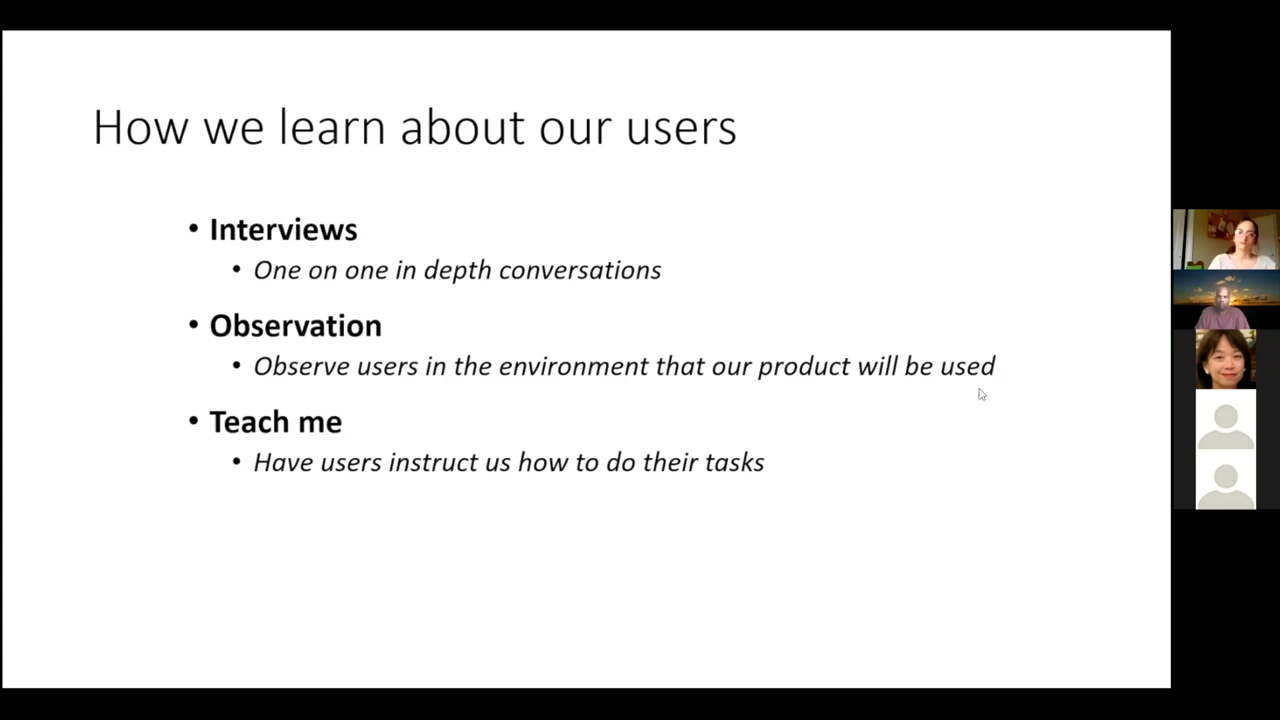 How we learn about our users
• Interviews
• One on one in depth conversations
• Observation
• Observe users in the environment that our product will be used
• Teach me
• Have users instruct us how to do their tasks